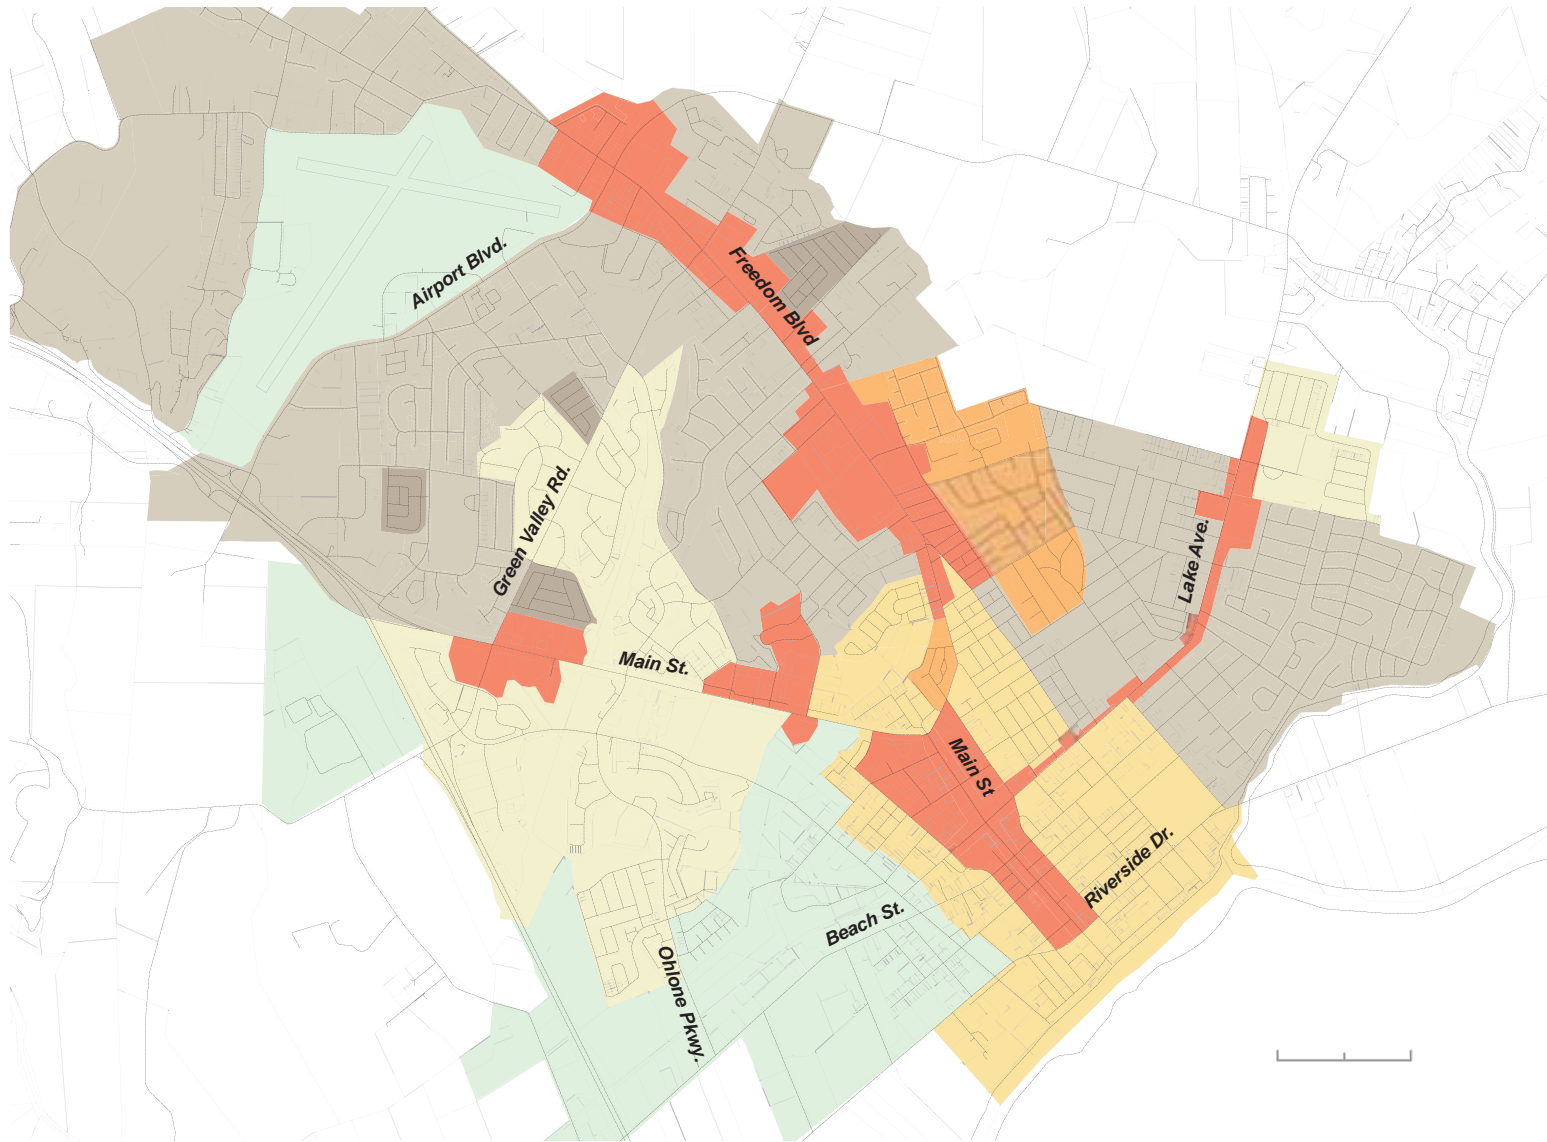 Airport Blvd.
Freedom Blvd
Green Valley Rd.
Lake Ave.
Main St.
Main St
Riverside Dr.
Beach St.
Ohlone Pkwy.